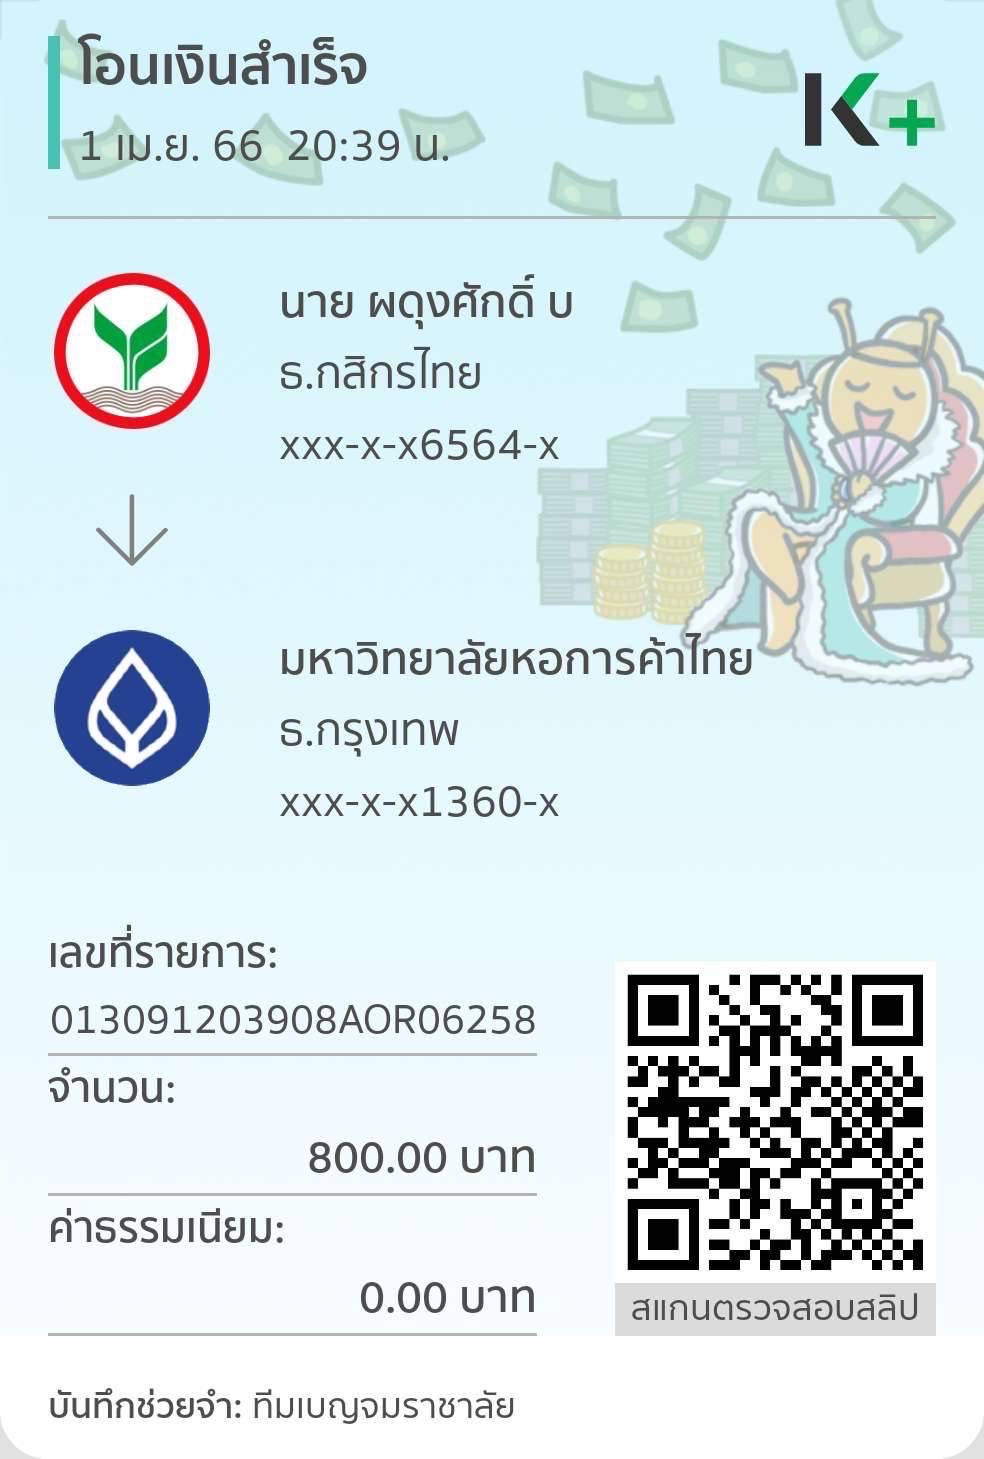 โอนเงินสำเร็จ
1 เม.ย. 66 20:39 น.
K+
นาย ผดุงศักดิ์ บ
ธ.กสิกรไทย
xxx-x-x6564-x
มหาวิทยาลัยหอการค้าไทย
ธ.กรุงเทพ
xxx-x-x1360-x
เลขที่รายการ:
013091203908AOR06258
จำนวน:
800.00 บาท
ค่าธรรมเนียม:
0.00 บาท
สแกนตรวจสอบสลิป
บันทึกช่วยจำ: ทีมเบญจมราชาลัย